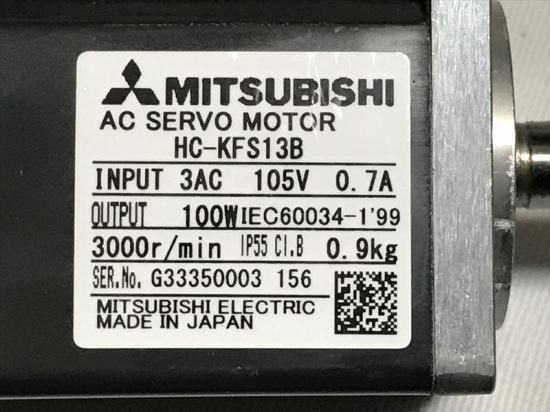 MITSUBISHI
AC SERVO MOTOR
HC-KFS13B
INPUT 3AC 105V 0.7A
OUTPUT 100W IEC60034-1'99
3000r/min IP55 CI.B 0.9kg
SER.No. G33350003 156
MITSUBISHI ELECTRIC
MADE IN JAPAN